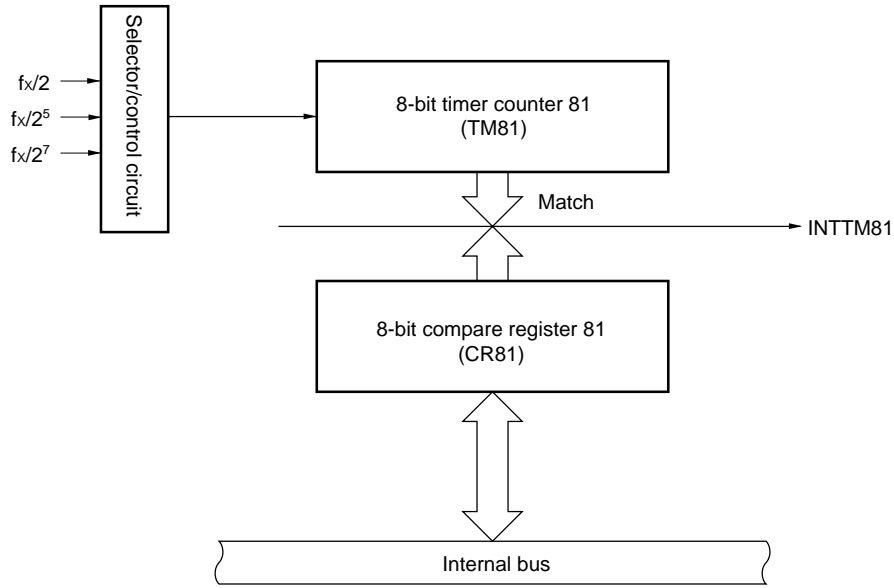 Selector/control circuit
fX/2
fX/2⁵
fX/2⁷
8-bit timer counter 81
(TM81)
Match
INTTM81
8-bit compare register 81
(CR81)
Internal bus